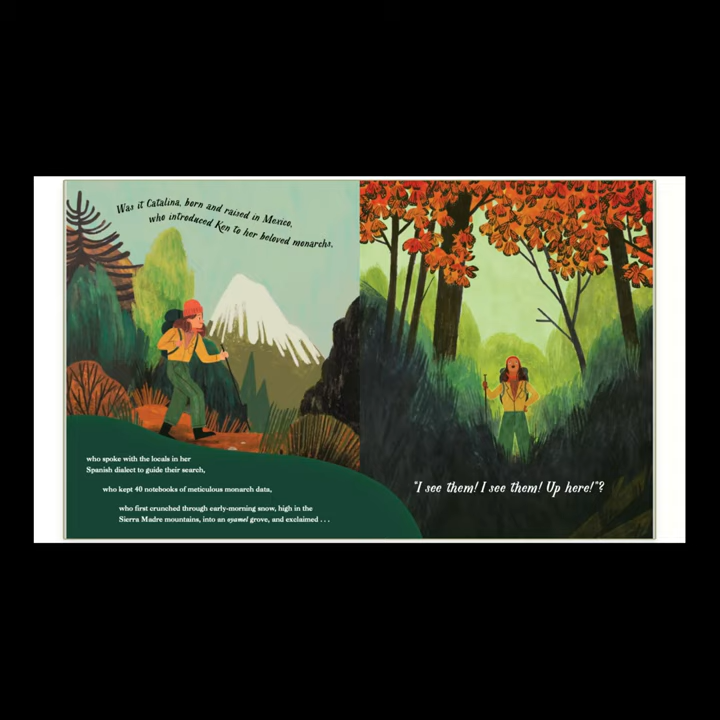 Was it Catalina, born and raised in Mexico,
who introduced Ken to her beloved monarchs,
who spoke with the locals in her
Spanish dialect to guide their search,
who kept 40 notebooks of meticulous monarch data,
who first crunched through early-morning snow, high in the
Sierra Madre mountains, into an oyamel grove, and exclaimed . . .
"I see them! I see them! Up here!"?